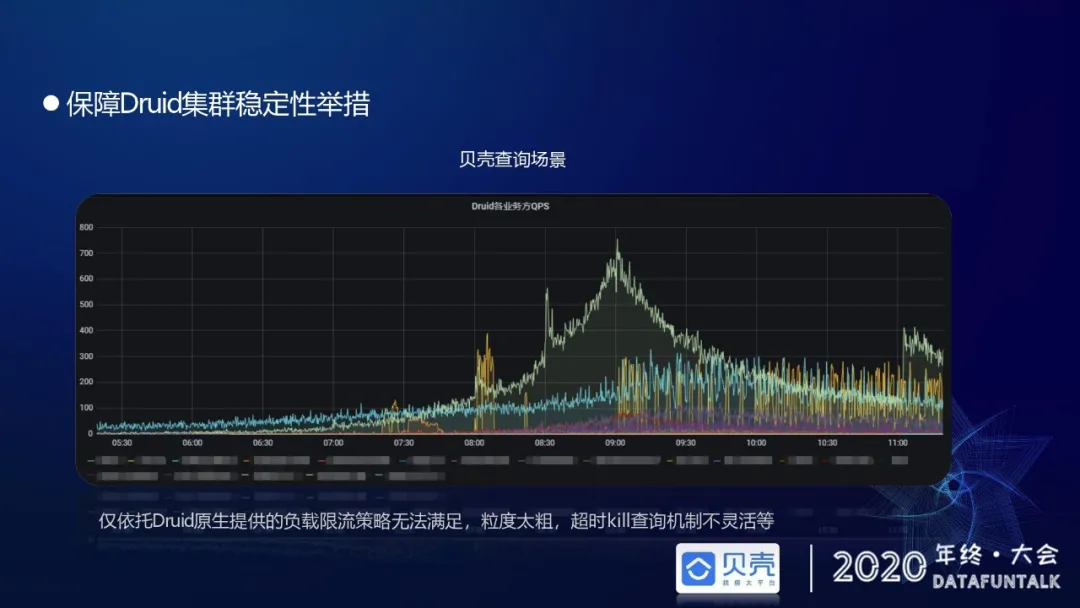 ● 保障Druid集群稳定性举措
贝壳查询场景
Druid各业务方QPS
800
700
600
500
400
300
200
100
0
05:30 06:00 06:30 07:00 07:30 08:00 08:30 09:00 09:30 10:00 10:30 11:00
仅依托Druid原生提供的负载限流策略无法满足，粒度太粗，超时kill查询机制不灵活等
贝壳
2020 年终·大会
DATAFUNTALK